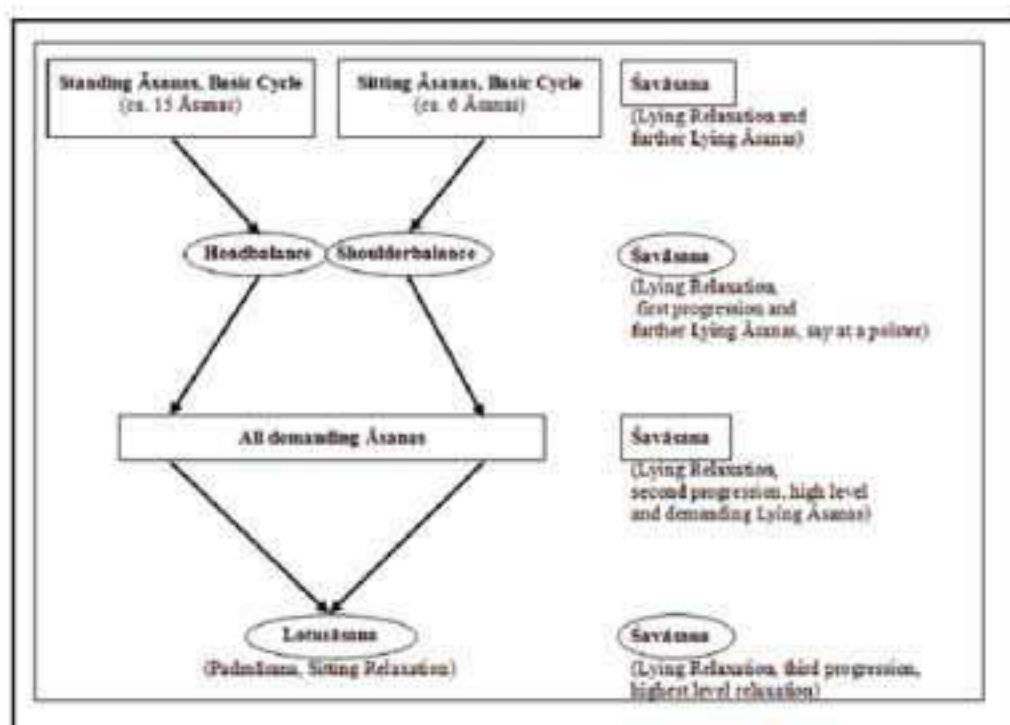 Standing Āsanas, Basic Cycle
(ca. 15 Āsanas)
Sitting Āsanas, Basic Cycle
(ca. 6 Āsanas)
Śavāsana
(Lying Relaxation and
further Lying Āsanas)
Headbalance
Shoulderbalance
Śavāsana
(Lying Relaxation,
first progression and
further Lying Āsanas, say at a polster)
All demanding Āsanas
Śavāsana
(Lying Relaxation,
second progression, high level
and demanding Lying Āsanas)
Lotusāsana
(Padmāsana, Sitting Relaxation)
Śavāsana
(Lying Relaxation, third progression,
highest level relaxation)